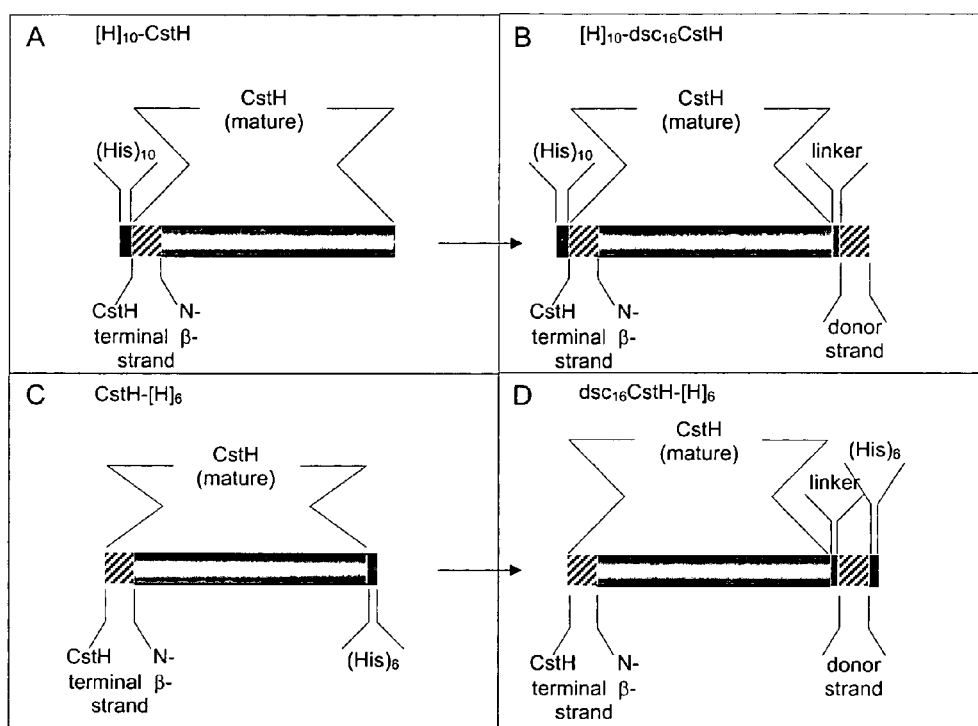 A [H]₁₀-CstH
CstH
(mature)
(His)₁₀
CstH N-
terminal β-
strand
B [H]₁₀-dsc₁₆CstH
CstH
(mature)
(His)₁₀
linker
CstH N-
terminal β-
strand
donor
strand
C CstH-[H]₆
CstH
(mature)
CstH N-
terminal β-
strand
(His)₆
D dsc₁₆CstH-[H]₆
CstH
(mature)
(His)₆
linker
CstH N-
terminal β-
strand
donor
strand